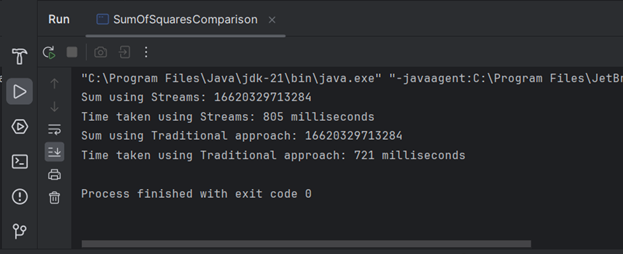 Run SumOfSquaresComparison
"C:\Program Files\Java\jdk-21\bin\java.exe" "-javaagent:C:\Program Files\JetBr
Sum using Streams: 16620329713284
Time taken using Streams: 805 milliseconds
Sum using Traditional approach: 16620329713284
Time taken using Traditional approach: 721 milliseconds
Process finished with exit code 0